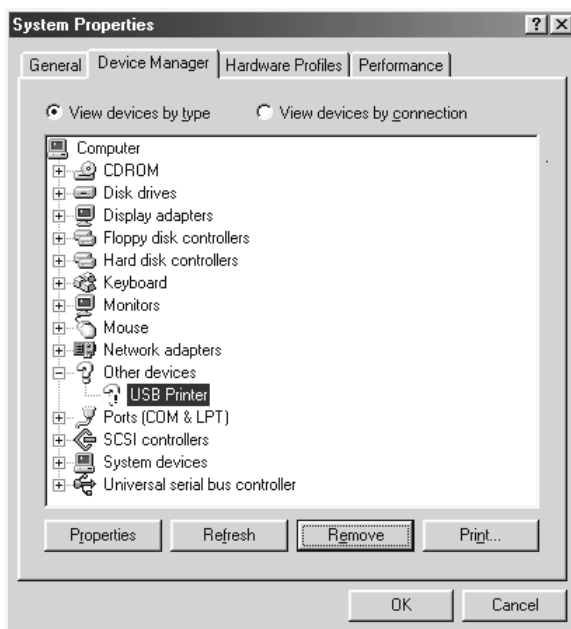 System Properties
? ×
General Device Manager Hardware Profiles Performance
View devices by type View devices by connection
Computer
CDROM
Disk drives
Display adapters
Floppy disk controllers
Hard disk controllers
Keyboard
Monitors
Mouse
Network adapters
Other devices
USB Printer
Ports (COM & LPT)
SCSI controllers
System devices
Universal serial bus controller
Properties Refresh Remove Print...
OK Cancel